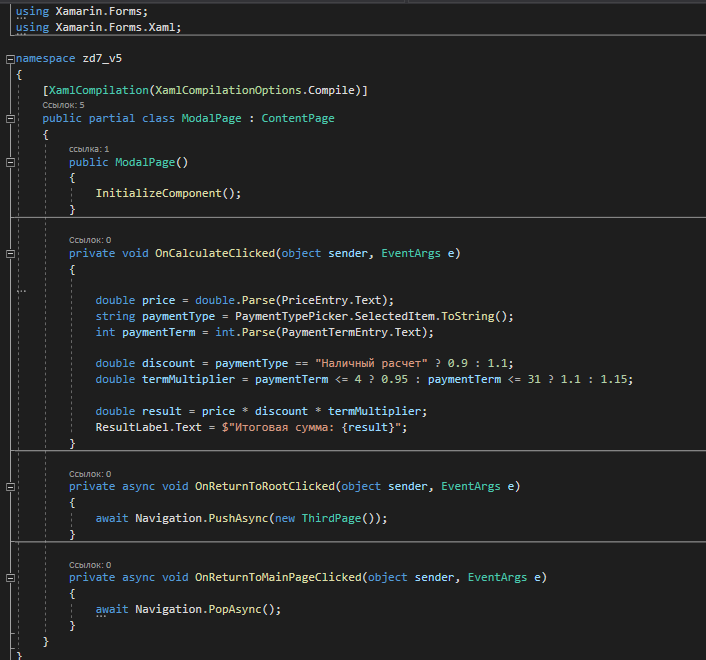 using Xamarin.Forms;
using Xamarin.Forms.Xaml;
namespace zd7_v5
{
[XamlCompilation(XamlCompilationOptions.Compile)]
Ссылок: 5
public partial class ModalPage : ContentPage
{
ссылка: 1
public ModalPage()
{
InitializeComponent();
}
Ссылок: 0
private void OnCalculateClicked(object sender, EventArgs e)
{
double price = double.Parse(PriceEntry.Text);
string paymentType = PaymentTypePicker.SelectedItem.ToString();
int paymentTerm = int.Parse(PaymentTermEntry.Text);
double discount = paymentType == "Наличный расчет" ? 0.9 : 1.1;
double termMultiplier = paymentTerm <= 4 ? 0.95 : paymentTerm <= 31 ? 1.1 : 1.15;
double result = price * discount * termMultiplier;
ResultLabel.Text = $"Итоговая сумма: {result}";
}
Ссылок: 0
private async void OnReturnToRootClicked(object sender, EventArgs e)
{
await Navigation.PushAsync(new ThirdPage());
}
Ссылок: 0
private async void OnReturnToMainPageClicked(object sender, EventArgs e)
{
await Navigation.PopAsync();
}
}
}